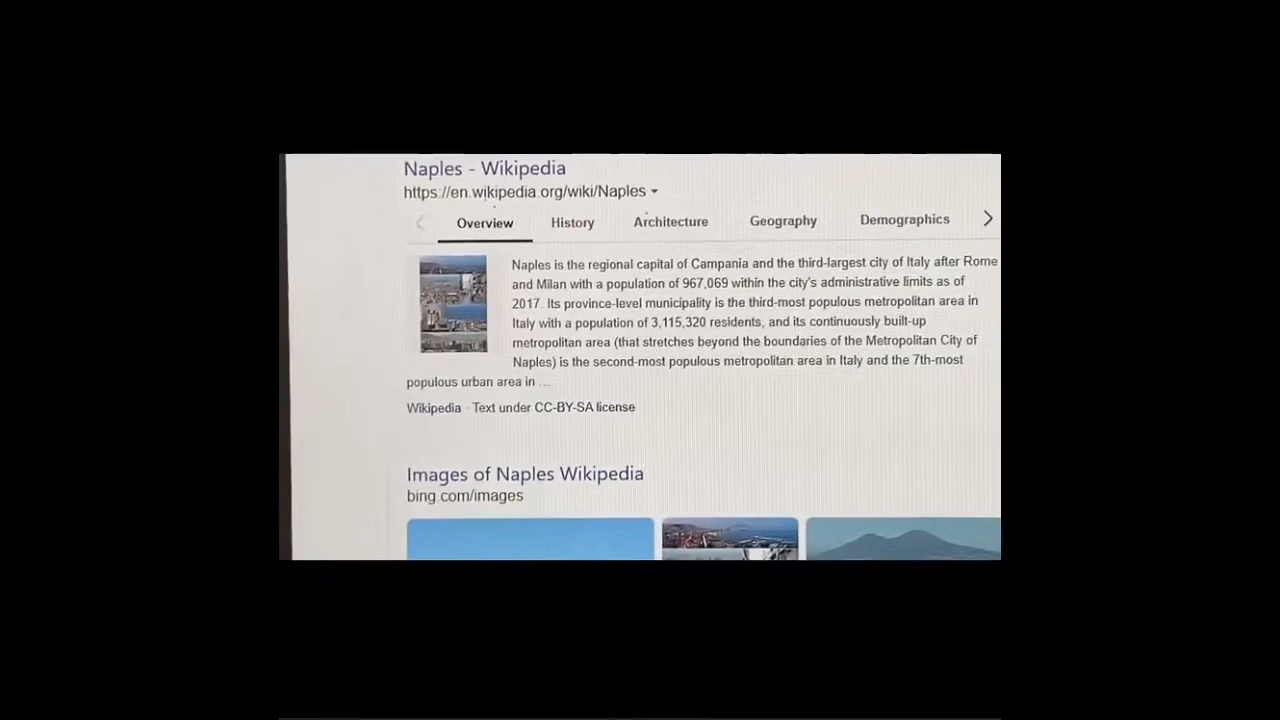 Naples - Wikipedia
https://en.wikipedia.org/wiki/Naples
Overview History Architecture Geography Demographics
Naples is the regional capital of Campania and the third-largest city of Italy after Rome
and Milan with a population of 967,069 within the city's administrative limits as of
2017. Its province-level municipality is the third-most populous metropolitan area in
Italy with a population of 3,115,320 residents, and its continuously built-up
metropolitan area (that stretches beyond the boundaries of the Metropolitan City of
Naples) is the second-most populous metropolitan area in Italy and the 7th-most
populous urban area in ...
Wikipedia · Text under CC-BY-SA license
Images of Naples Wikipedia
bing.com/images